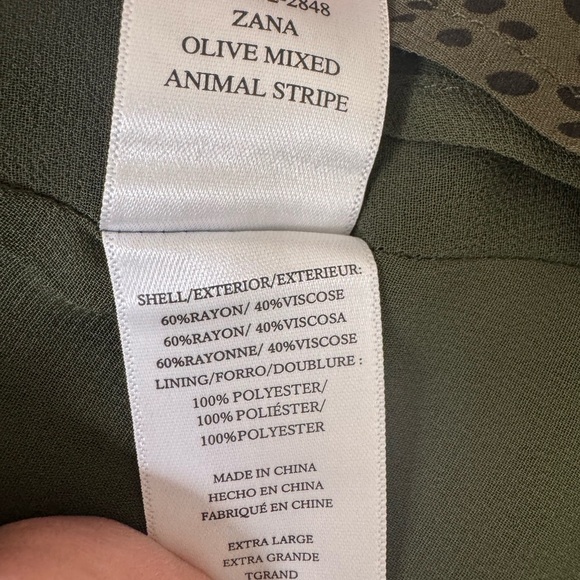 2-2848
ZANA
OLIVE MIXED
ANIMAL STRIPE
SHELL/EXTERIOR/EXTERIEUR:
60%RAYON/ 40%VISCOSE
60%RAYON/ 40%VISCOSA
60%RAYONNE/ 40%VISCOSE
LINING/FORRO/DOUBLURE :
100% POLYESTER/
100% POLIÉSTER/
100%POLYESTER
MADE IN CHINA
HECHO EN CHINA
FABRIQUÉ EN CHINE
EXTRA LARGE
EXTRA GRANDE
TGRAND